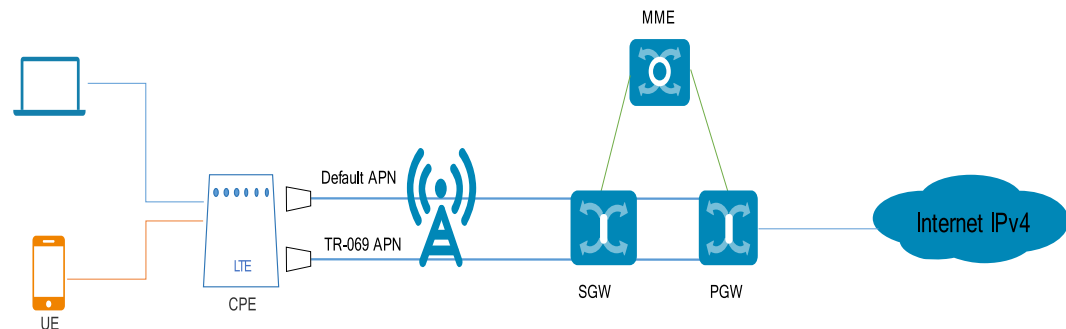 MME
Default APN
TR-069 APN
LTE
CPE
UE
SGW
PGW
Internet IPv4